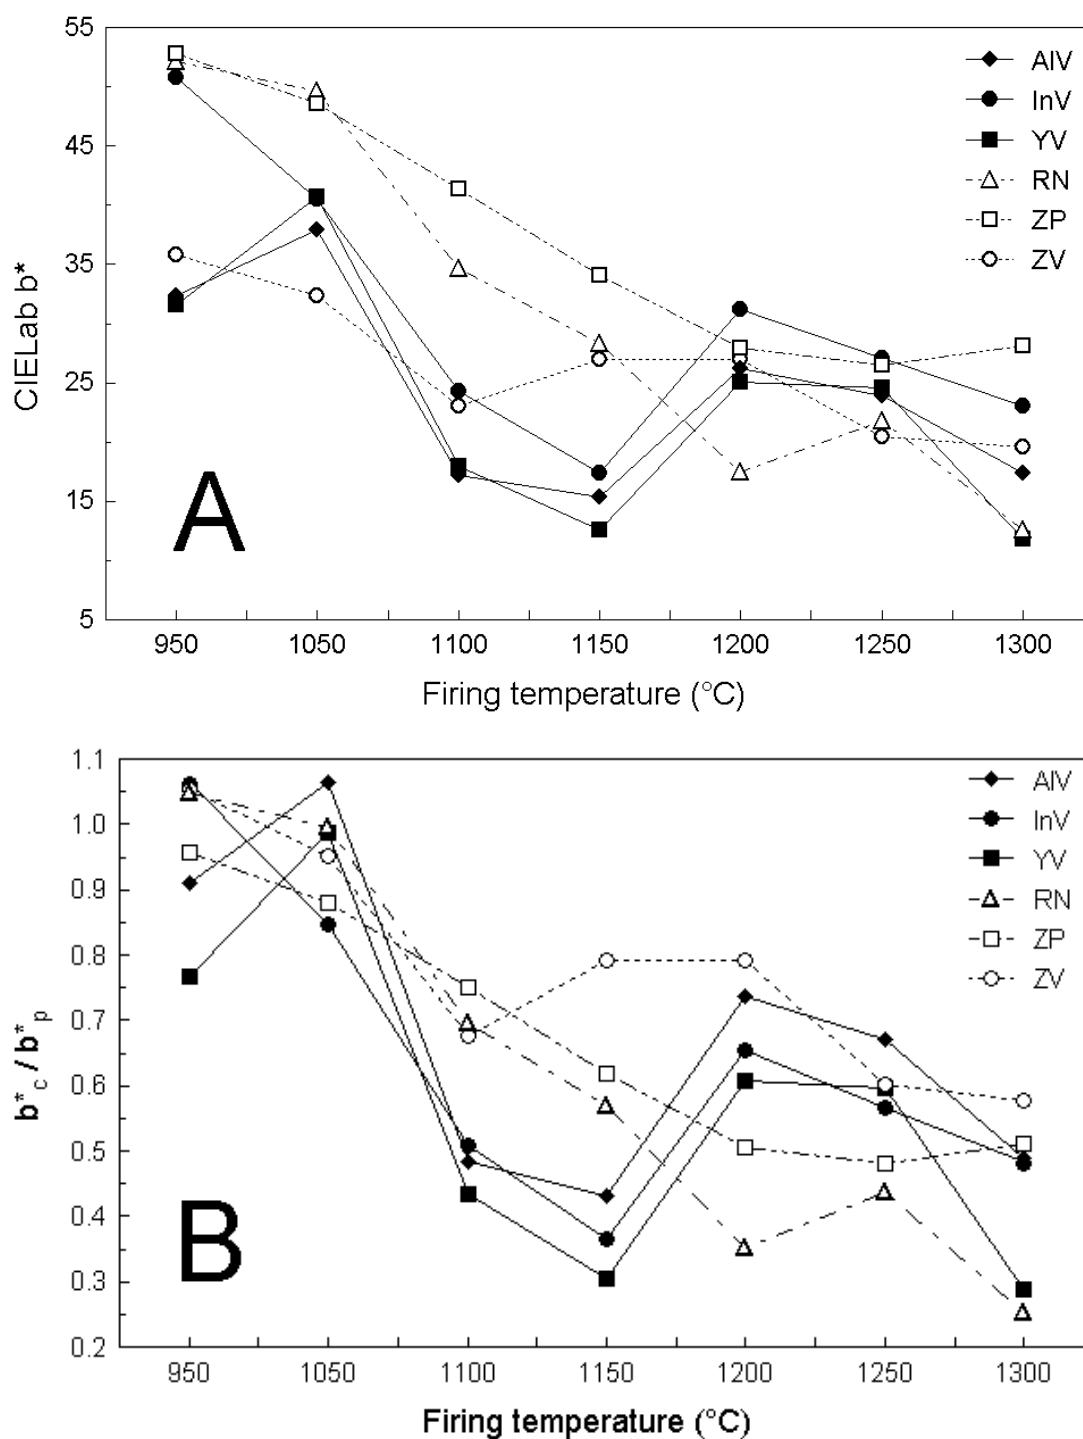 55
45
35
25
15
5
CIELab b*
AlV
InV
YV
RN
ZP
ZV
A
950 1050 1100 1150 1200 1250 1300
Firing temperature (°C)
1.1
1.0
0.9
0.8
0.7
0.6
0.5
0.4
0.3
0.2
b*c / b*p
AlV
InV
YV
RN
ZP
ZV
B
950 1050 1100 1150 1200 1250 1300
Firing temperature (°C)